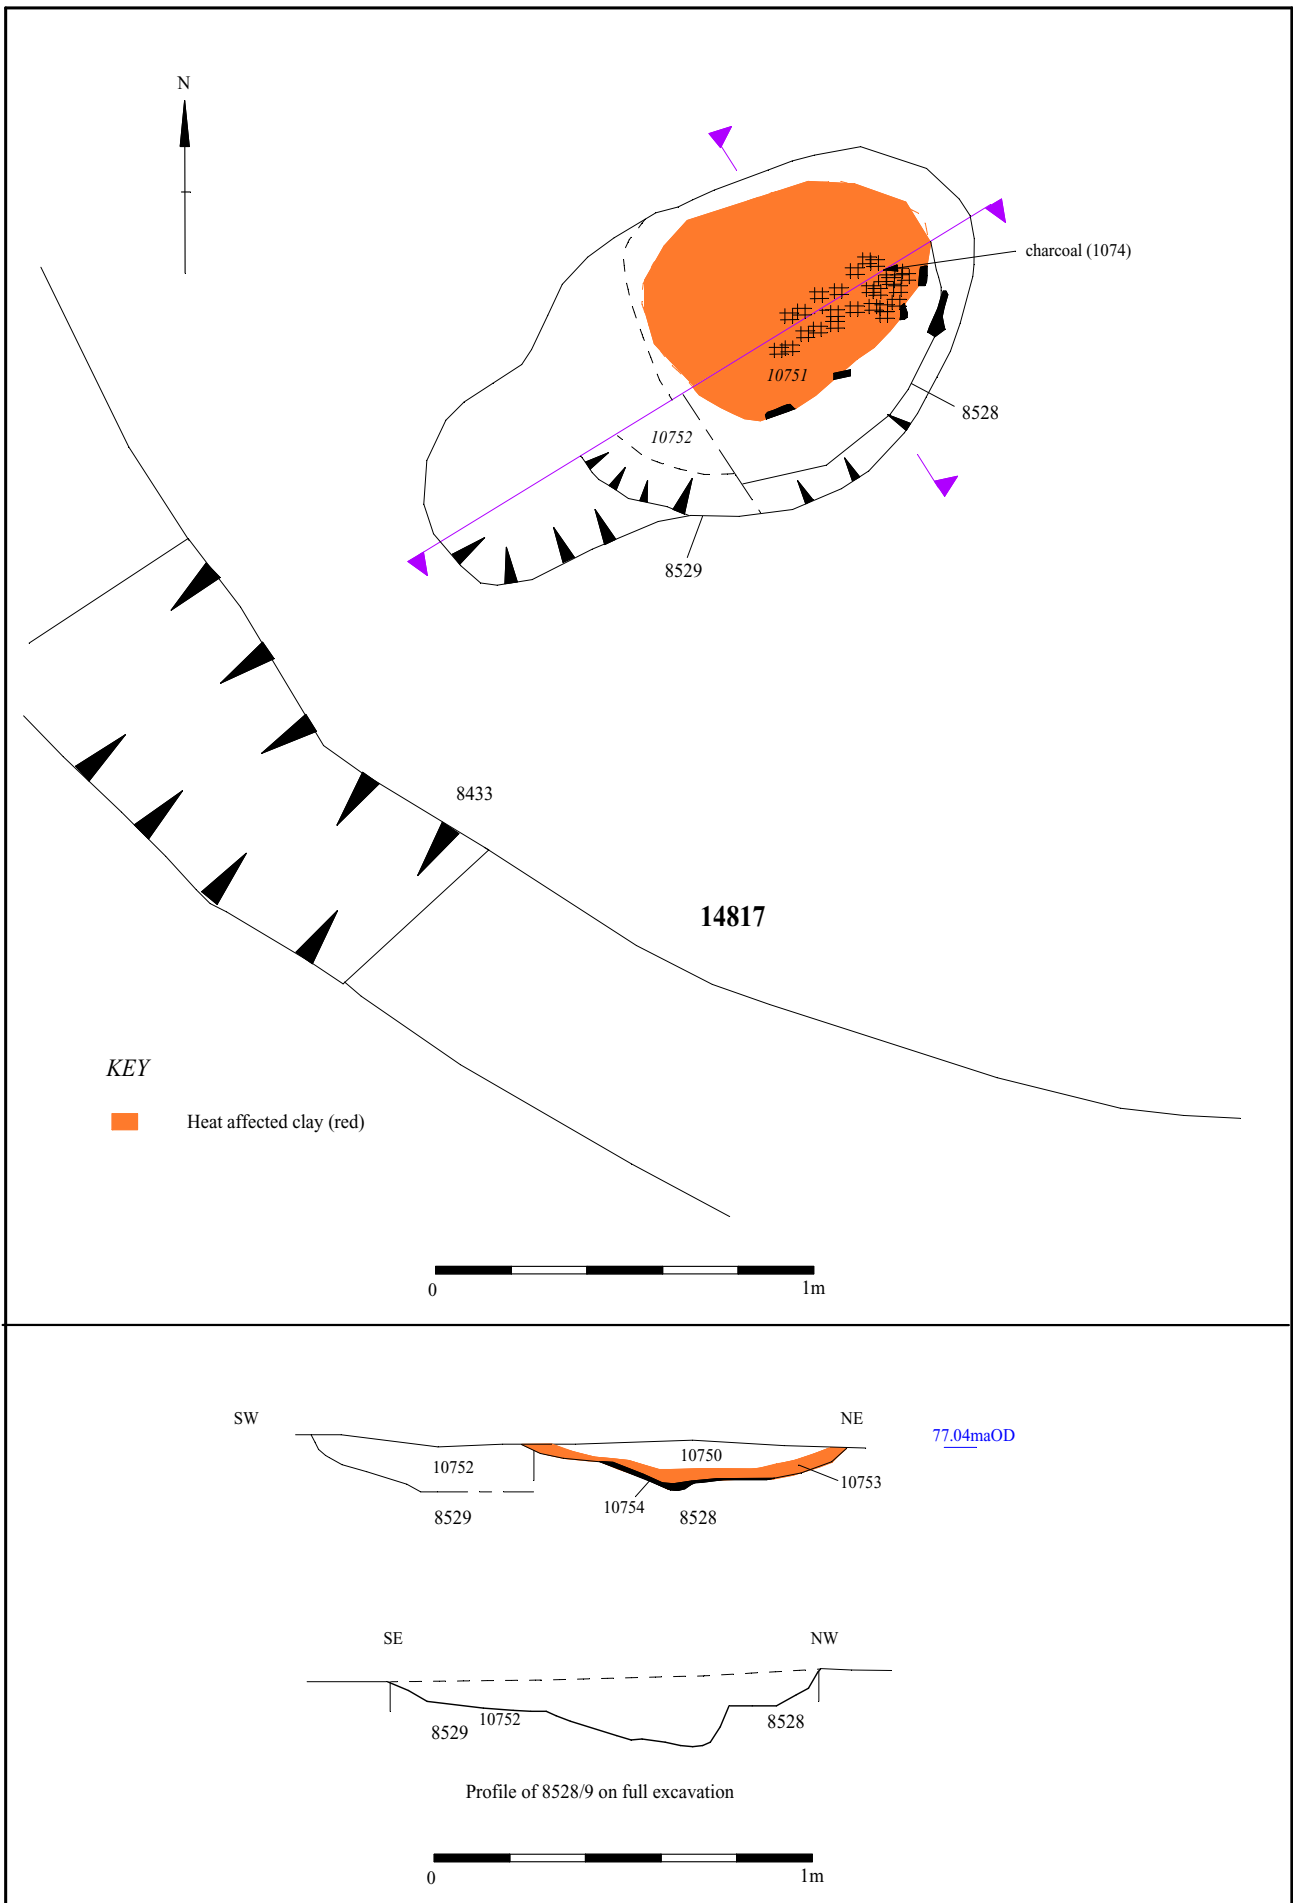 N
charcoal (1074)
10751
8528
10752
8529
8433
14817
KEY
Heat affected clay (red)
0 1m
SW NE
77.04maOD
10750
10752
10753
10754
8529 8528
SE NW
10752
8529 8528
Profile of 8528/9 on full excavation
0 1m